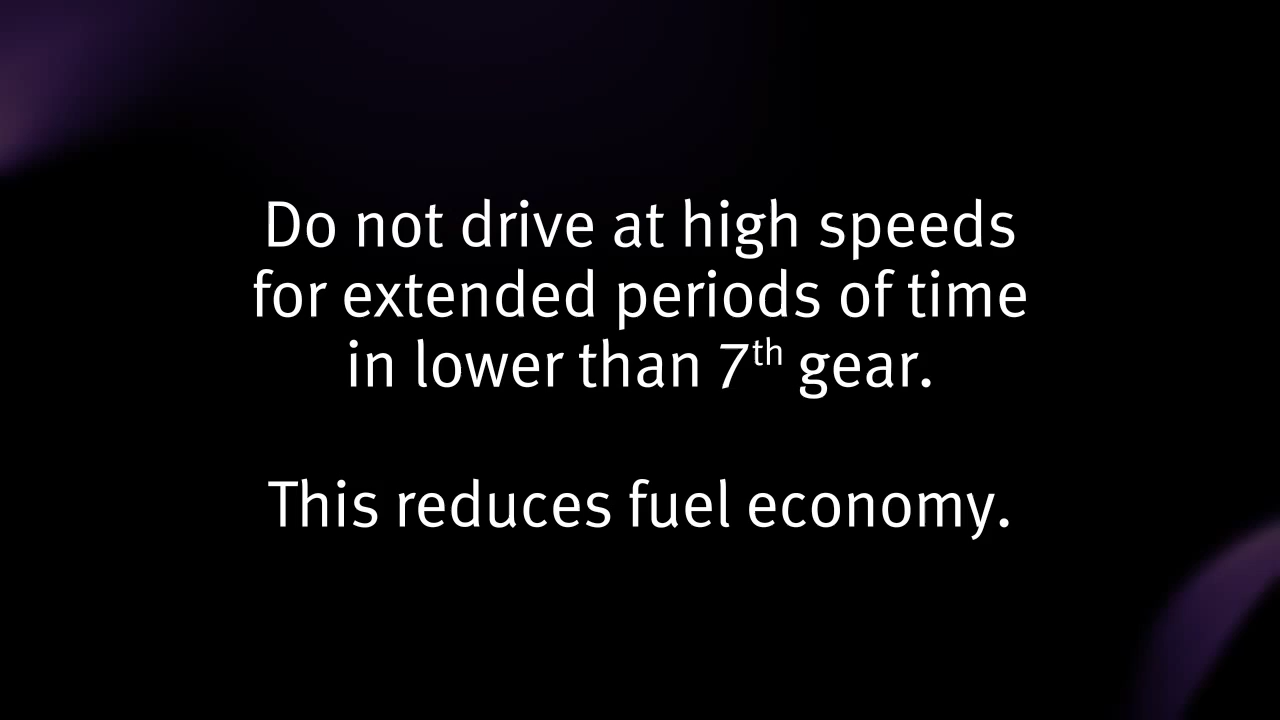 Do not drive at high speeds
for extended periods of time
in lower than 7th gear.
This reduces fuel economy.